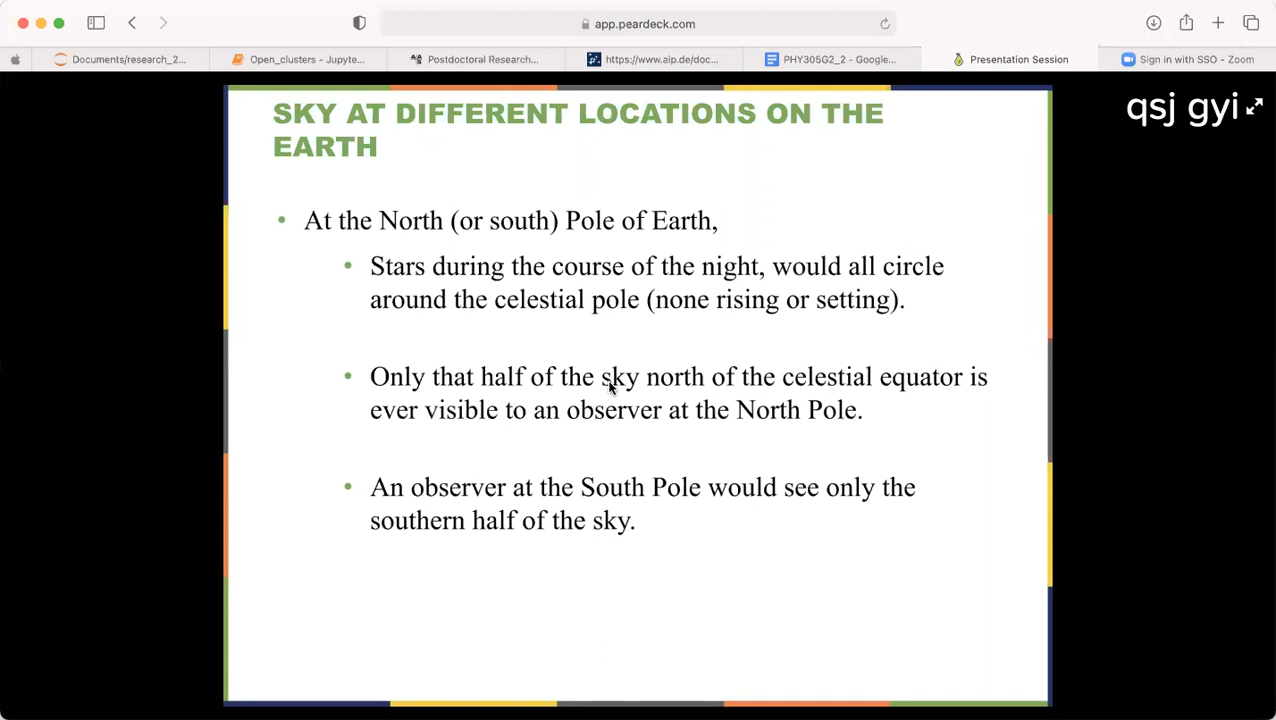 app.peardeck.com
Documents/research_2...
Open_clusters - Jupyte...
Postdoctoral Research...
https://www.aip.de/doc...
PHY305G2_2 - Google...
Presentation Session
Sign in with SSO - Zoom
qsj gyi
SKY AT DIFFERENT LOCATIONS ON THE
EARTH
• At the North (or south) Pole of Earth,
• Stars during the course of the night, would all circle
around the celestial pole (none rising or setting).
• Only that half of the sky north of the celestial equator is
ever visible to an observer at the North Pole.
• An observer at the South Pole would see only the
southern half of the sky.